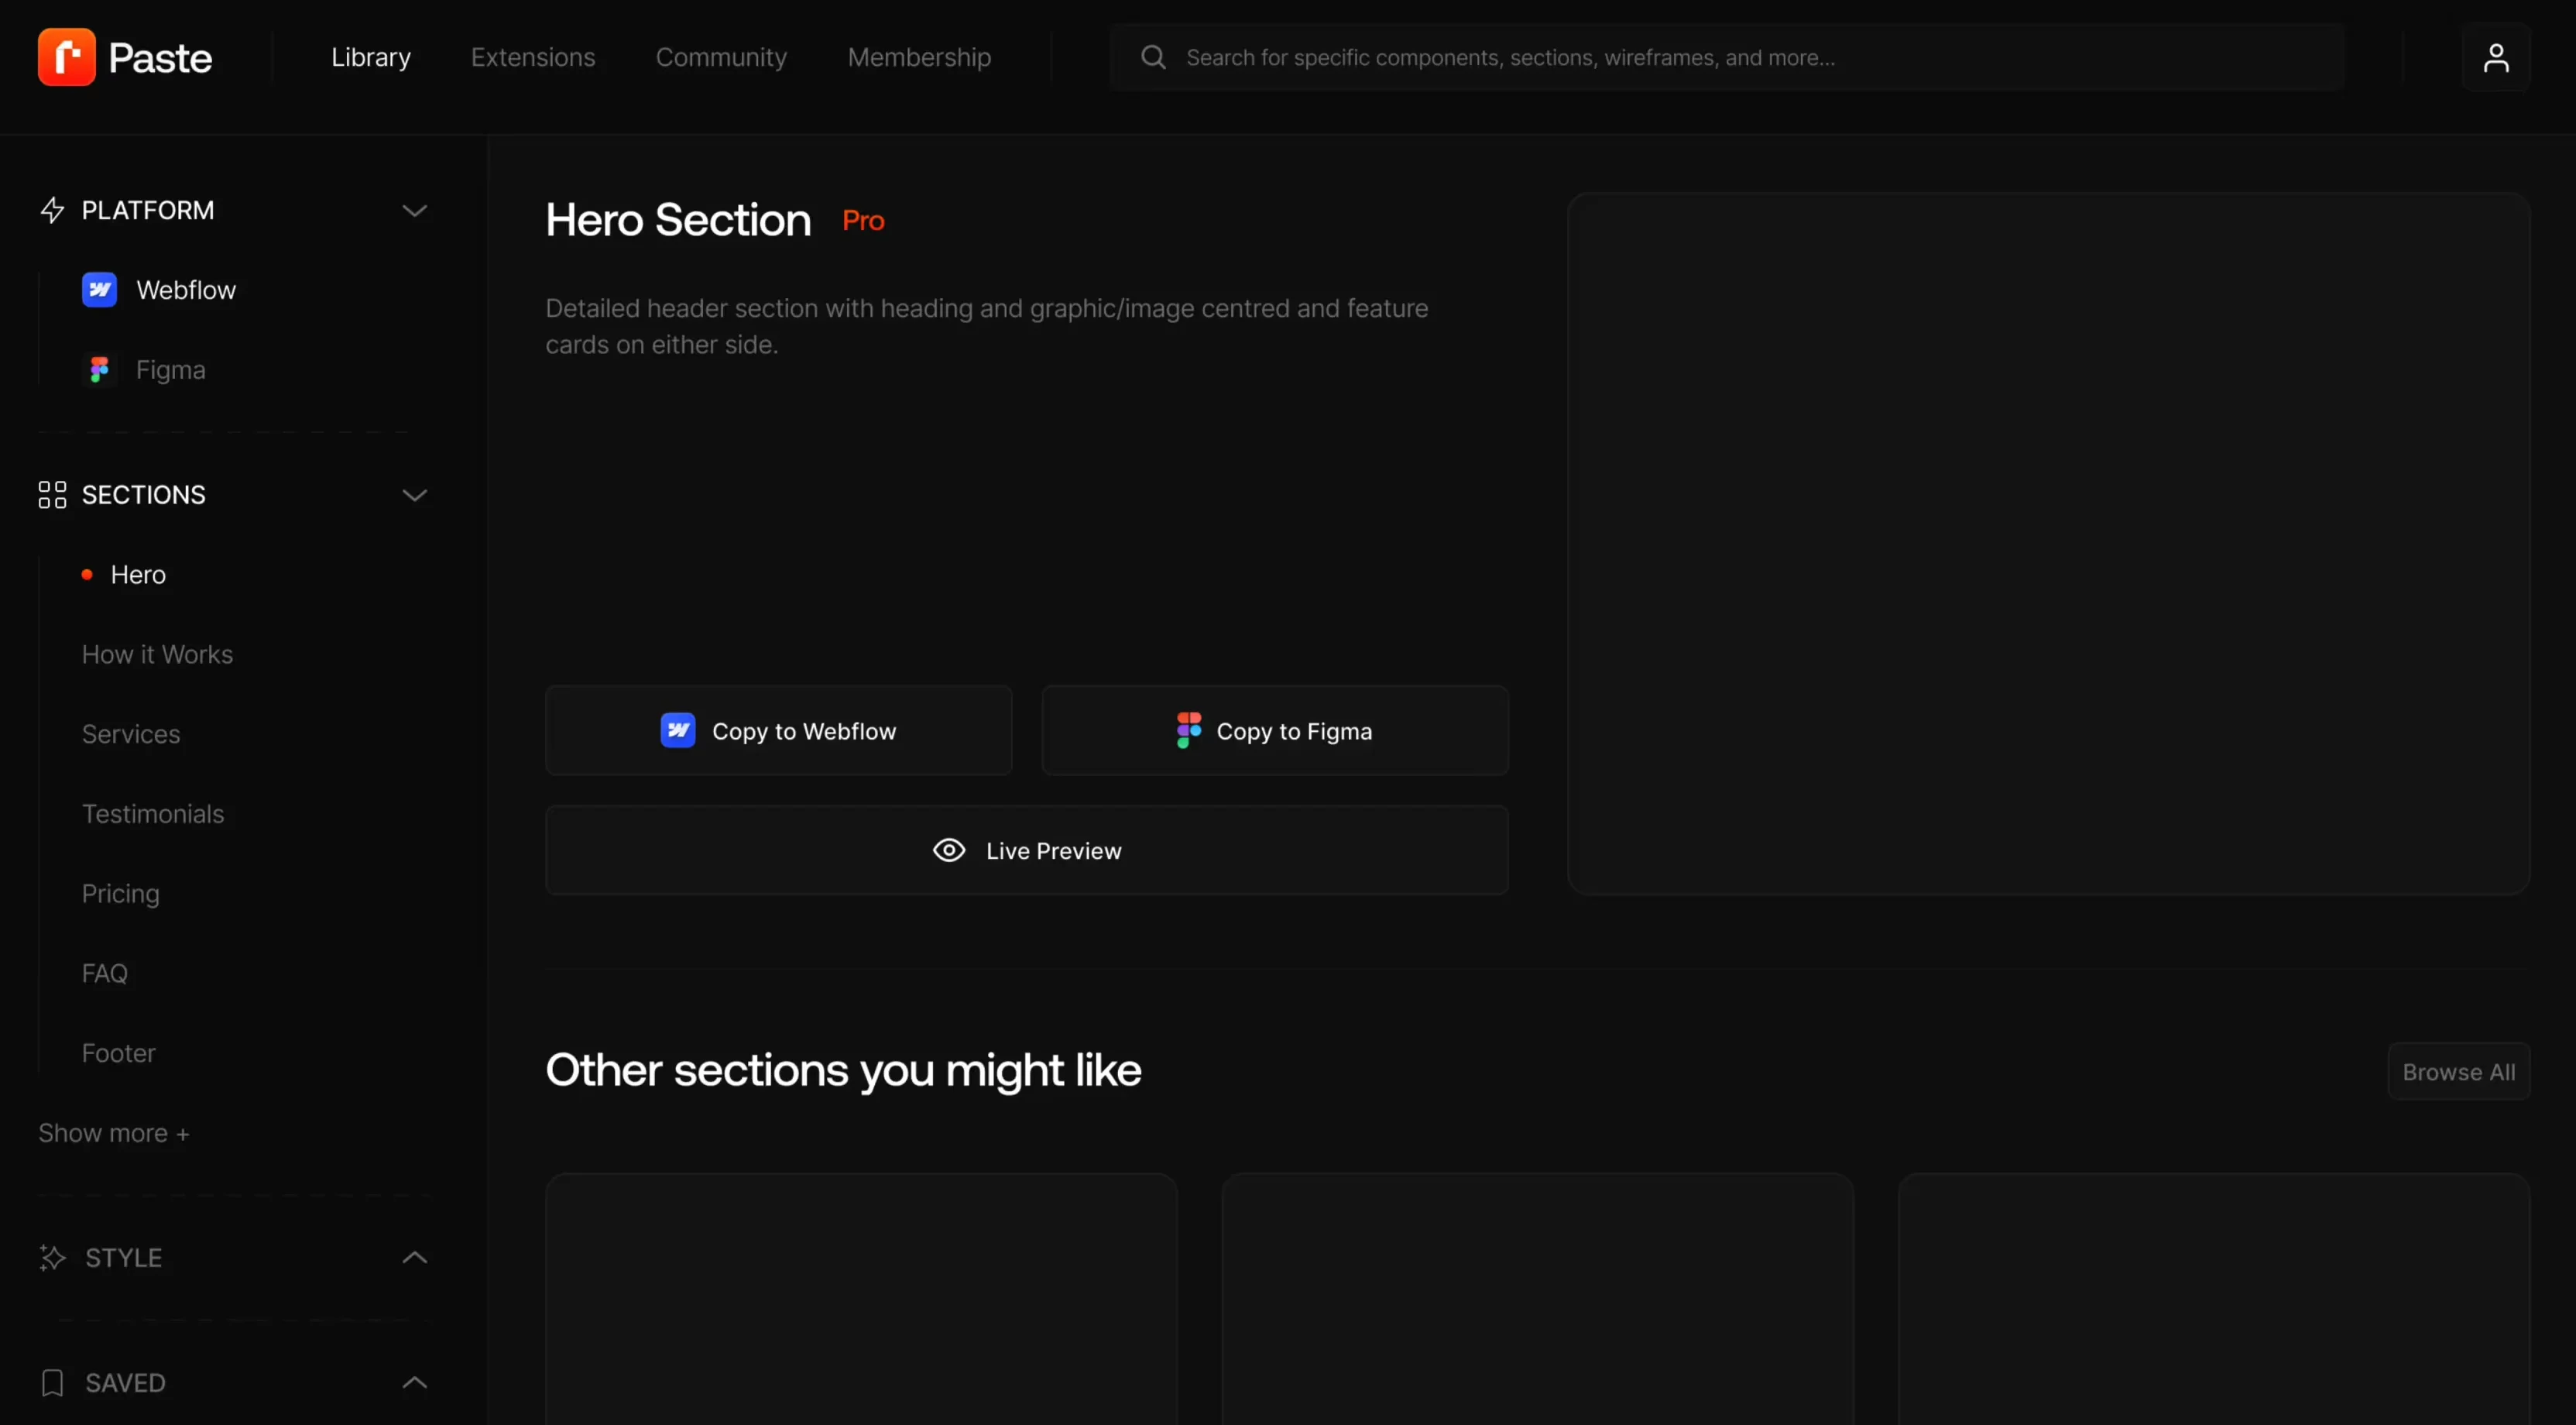 Paste
Library
Extensions
Community
Membership
Search for specific components, sections, wireframes, and more...
PLATFORM
Webflow
Figma
SECTIONS
Hero
How it Works
Services
Testimonials
Pricing
FAQ
Footer
Show more +
STYLE
SAVED
Hero Section
Pro
Detailed header section with heading and graphic/image centred and feature
cards on either side.
Copy to Webflow
Copy to Figma
Live Preview
Other sections you might like
Browse All